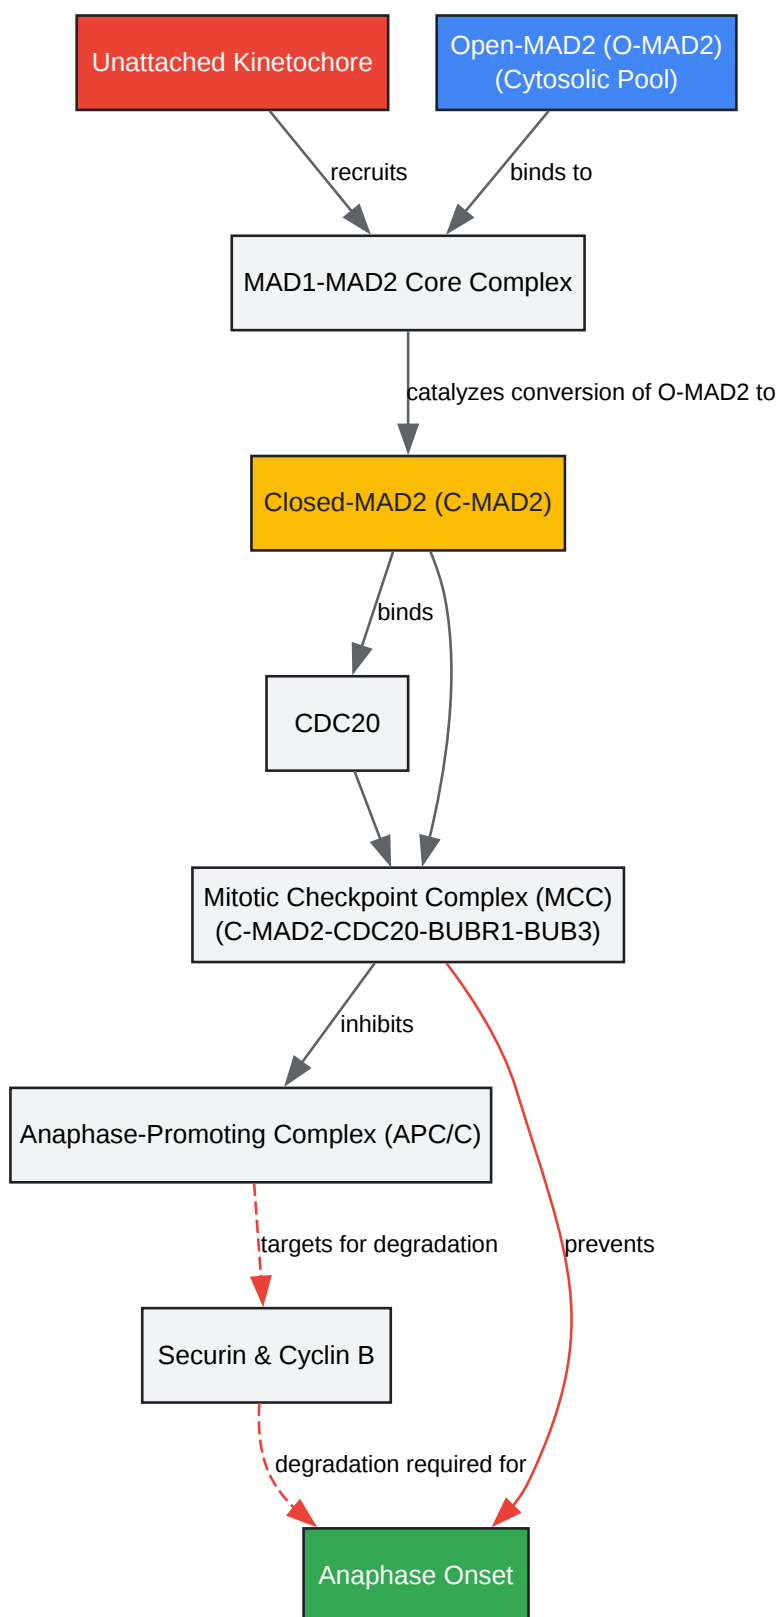 Unattached Kinetochore
Open-MAD2 (O-MAD2)
(Cytosolic Pool)
recruits
binds to
MAD1-MAD2 Core Complex
catalyzes conversion of O-MAD2 to
Closed-MAD2 (C-MAD2)
binds
CDC20
Mitotic Checkpoint Complex (MCC)
(C-MAD2-CDC20-BUBR1-BUB3)
inhibits
Anaphase-Promoting Complex (APC/C)
targets for degradation
prevents
Securin & Cyclin B
degradation required for
Anaphase Onset